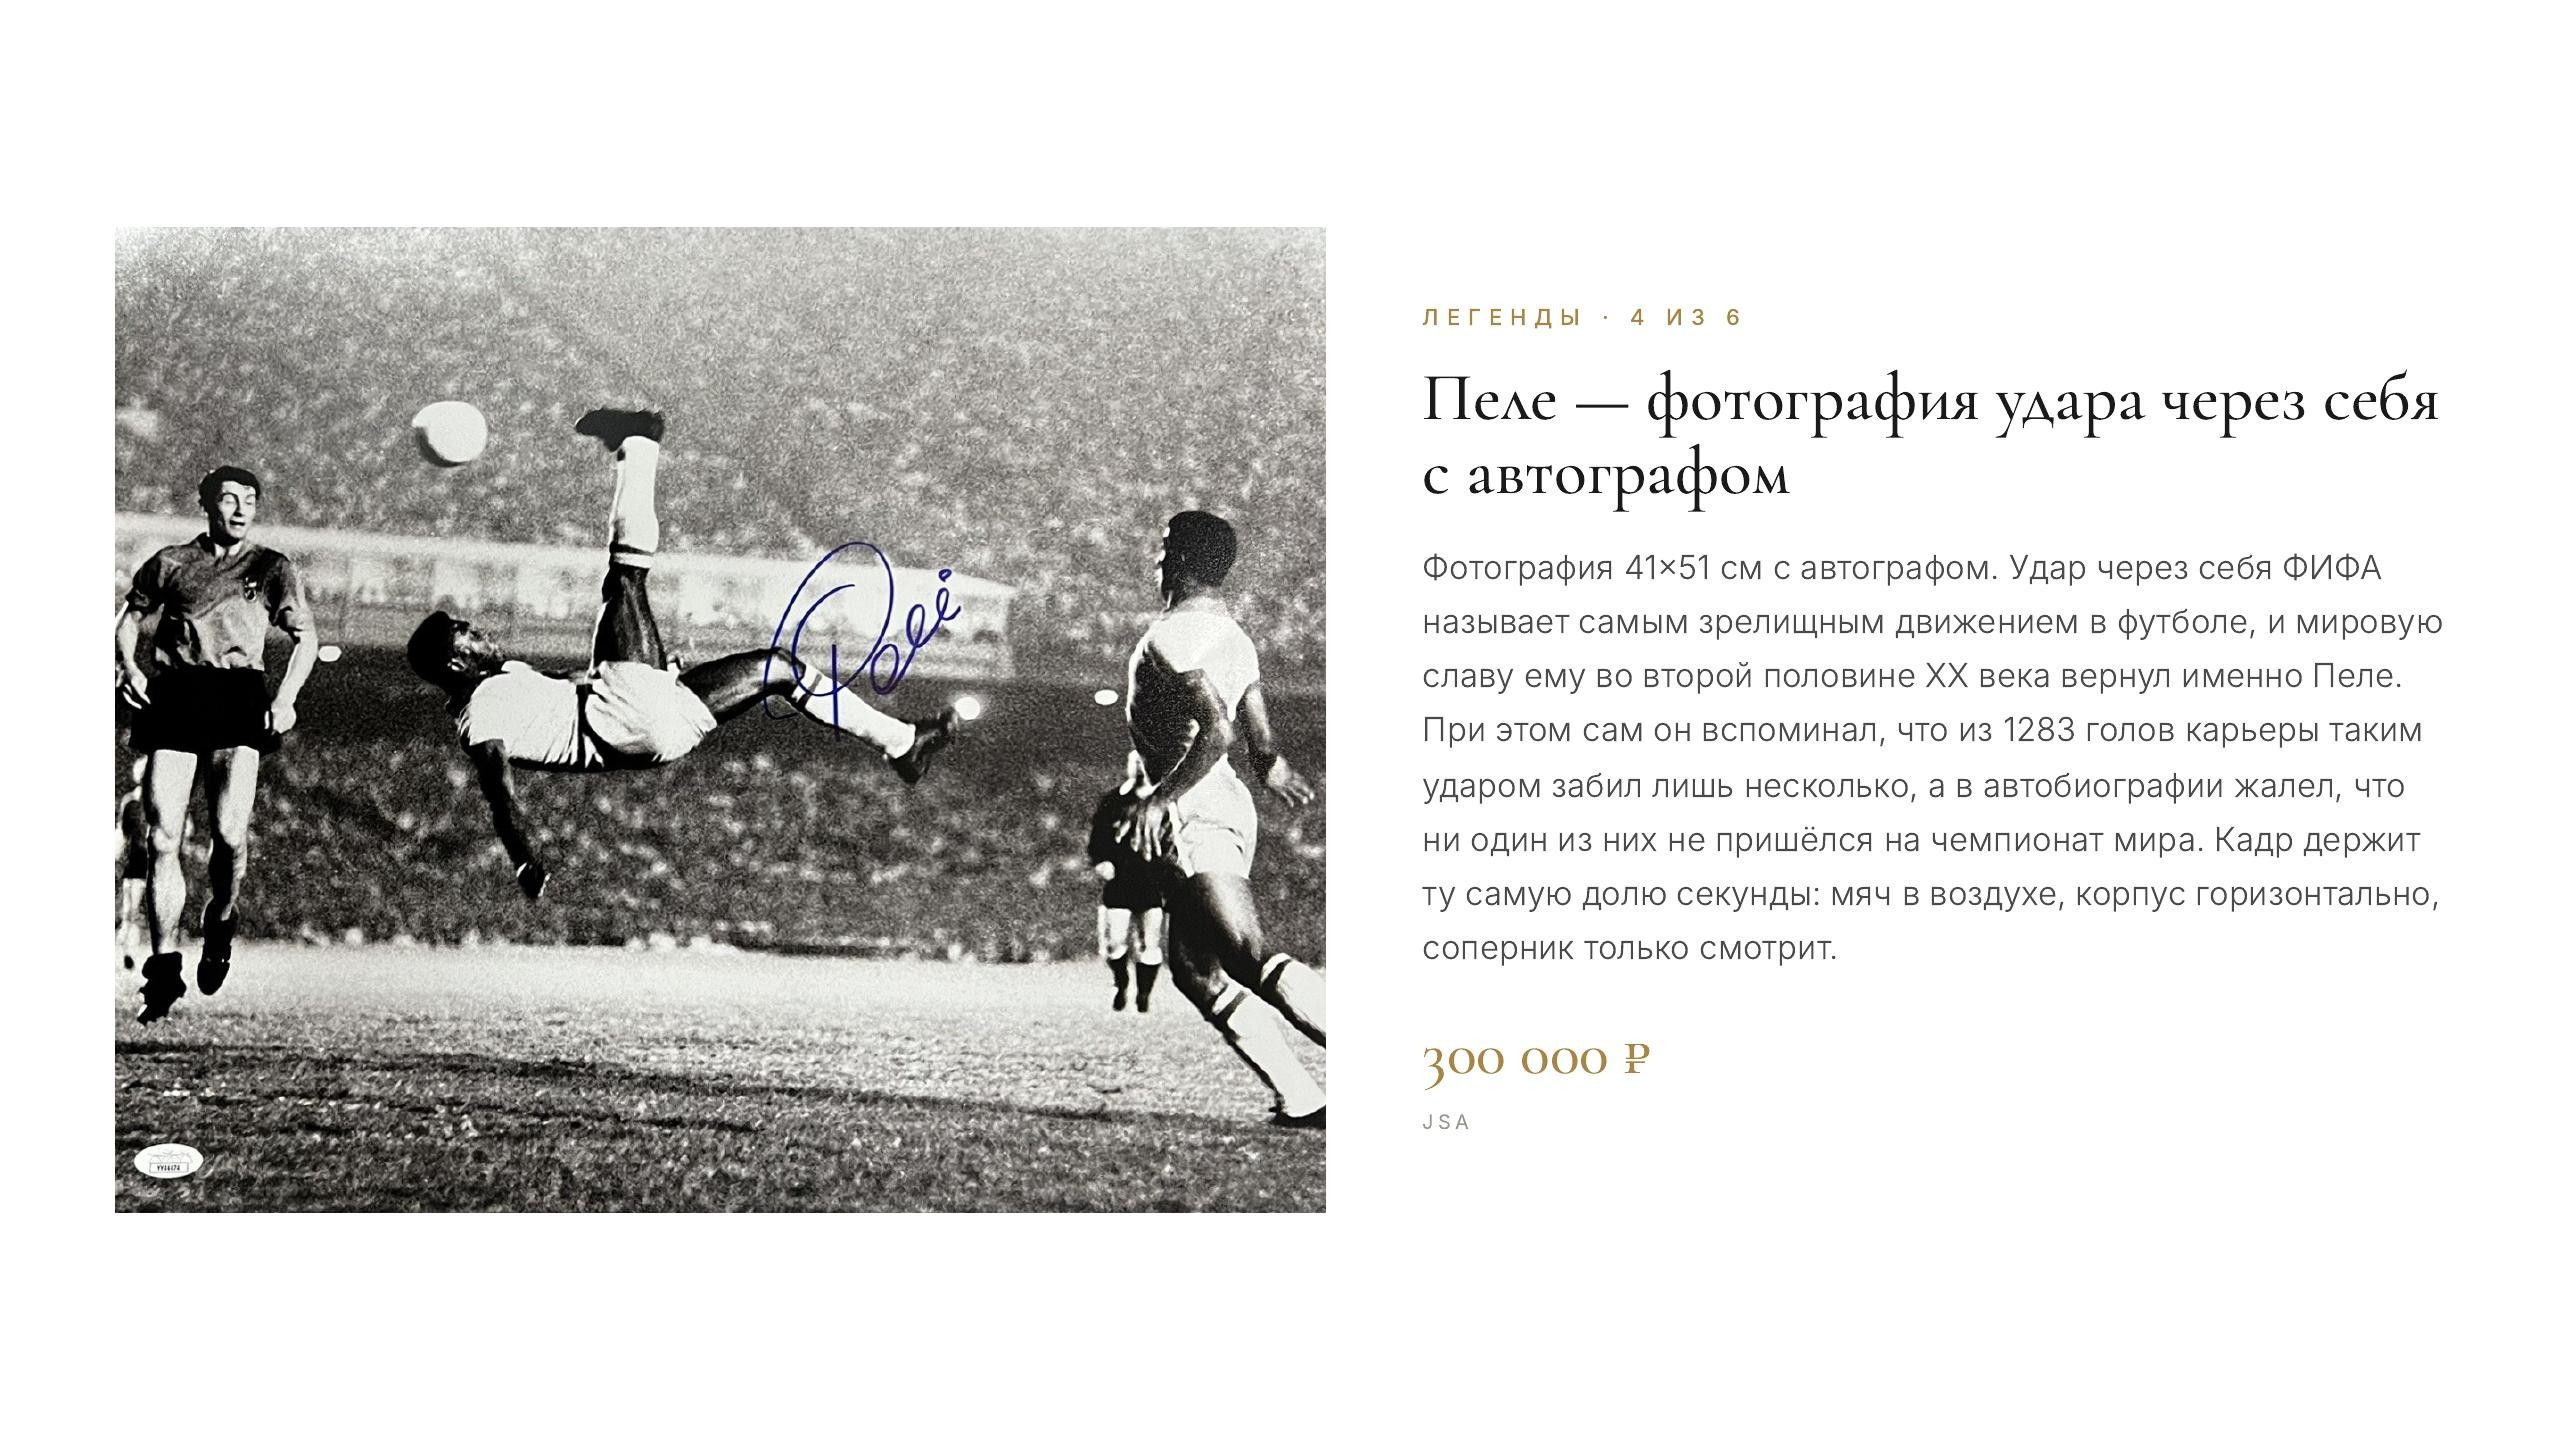 ЛЕГЕНДЫ · 4 ИЗ 6
Пеле — фотография удара через себя
с автографом
Фотография 41×51 см с автографом. Удар через себя ФИФА
называет самым зрелищным движением в футболе, и мировую
славу ему во второй половине XX века вернул именно Пеле.
При этом сам он вспоминал, что из 1283 голов карьеры таким
ударом забил лишь несколько, а в автобиографии жалел, что
ни один из них не пришёлся на чемпионат мира. Кадр держит
ту самую долю секунды: мяч в воздухе, корпус горизонтально,
соперник только смотрит.
300 000 ₽
JSA
Pelé